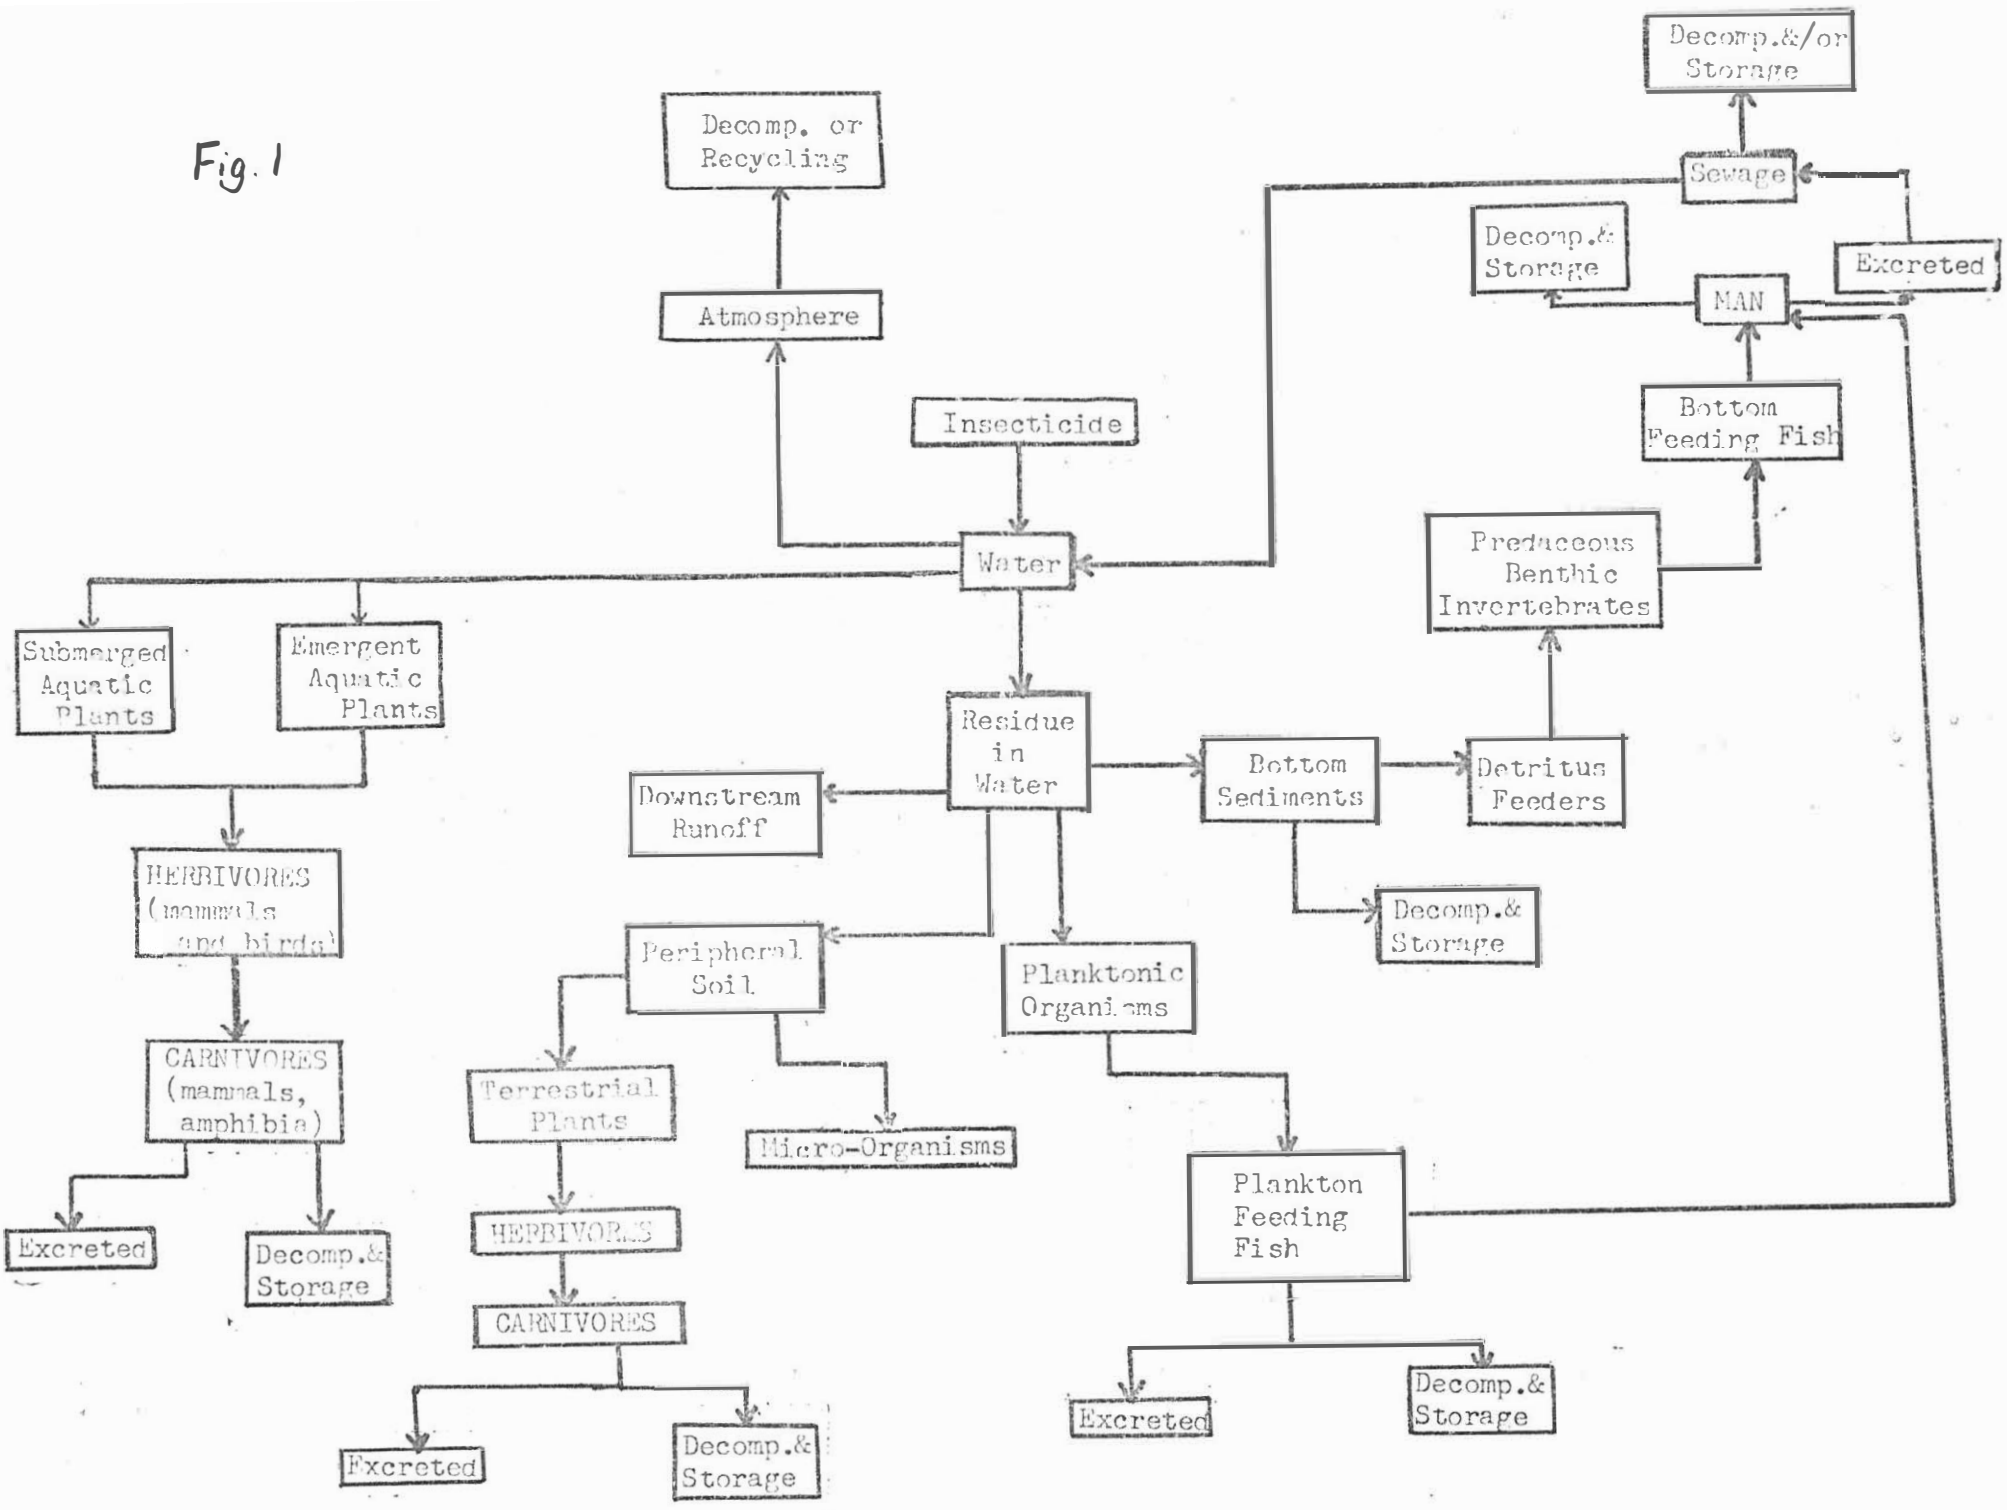 Fig. 1
Decomp.&/or
Storage
Decomp. or
Recycling
Sewage
Decomp.&
Storage
Excreted
MAN
Atmosphere
Bottom
Feeding Fish
Insecticide
Predaceous
Benthic
Invertebrates
Water
Submerged
Aquatic
Plants
Emergent
Aquatic
Plants
Residue
in
Water
Bottom
Sediments
Detritus
Feeders
Downstream
Runoff
HERBIVORES
(mammals
and birds)
Decomp.&
Storage
Peripheral
Soil
Planktonic
Organisms
CARNIVORES
(mammals,
amphibia)
Terrestrial
Plants
Micro-Organisms
Plankton
Feeding
Fish
Excreted
Decomp.&
Storage
HERBIVORES
CARNIVORES
Excreted
Decomp.&
Storage
Excreted
Decomp.&
Storage